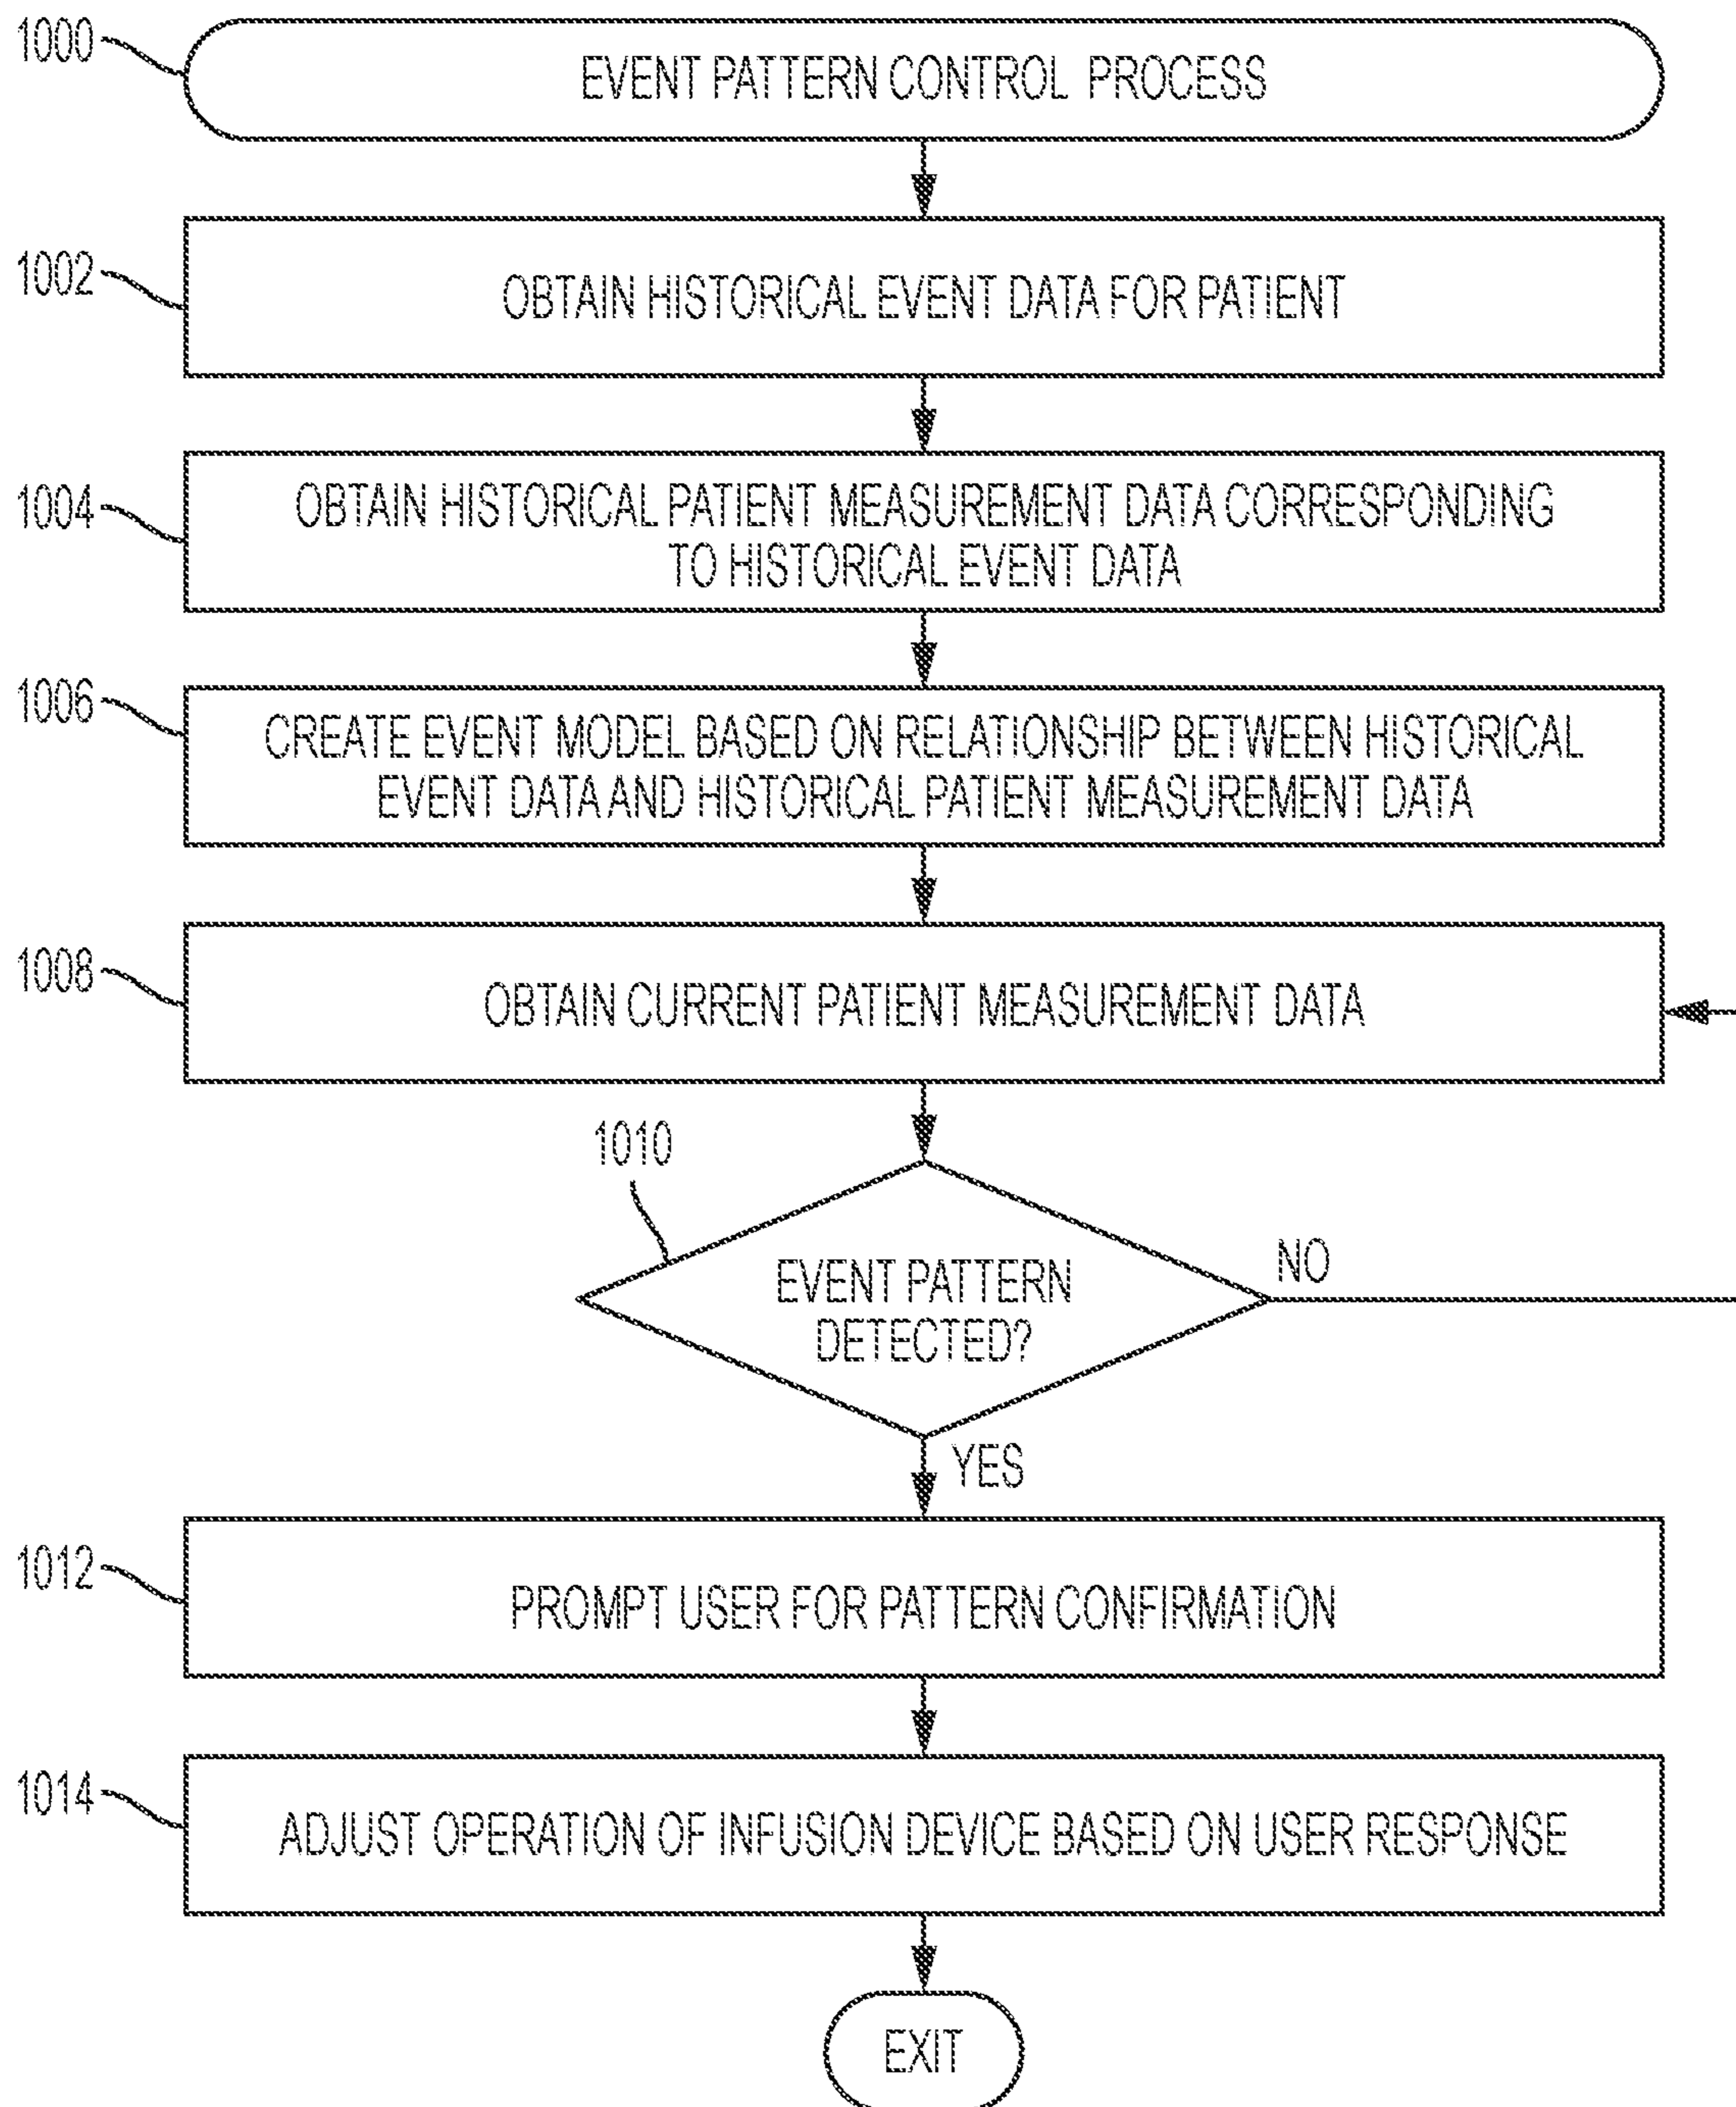 1000
EVENT PATTERN CONTROL PROCESS
1002
OBTAIN HISTORICAL EVENT DATA FOR PATIENT
1004
OBTAIN HISTORICAL PATIENT MEASUREMENT DATA CORRESPONDING
TO HISTORICAL EVENT DATA
1006
CREATE EVENT MODEL BASED ON RELATIONSHIP BETWEEN HISTORICAL
EVENT DATA AND HISTORICAL PATIENT MEASUREMENT DATA
1008
OBTAIN CURRENT PATIENT MEASUREMENT DATA
1010
EVENT PATTERN
DETECTED?
NO
YES
1012
PROMPT USER FOR PATTERN CONFIRMATION
1014
ADJUST OPERATION OF INFUSION DEVICE BASED ON USER RESPONSE
EXIT